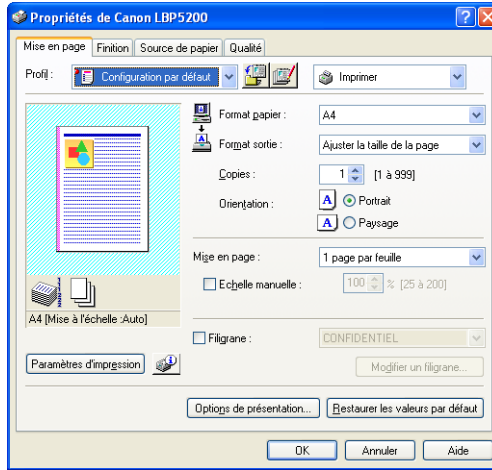 Propriétés de Canon LBP5200
Mise en page Finition Source de papier Qualité
Profil : Configuration par défaut Imprimer
Format papier : A4
Format sortie : Ajuster la taille de la page
Copies : 1 [1 à 999]
Orientation : A Portrait
A Paysage
Mise en page : 1 page par feuille
Echelle manuelle : 100 % [25 à 200]
A4 [Mise à l'échelle :Auto]
Filigrane : CONFIDENTIEL
Paramètres d'impression Modifier un filigrane...
Options de présentation... Restaurer les valeurs par défaut
OK Annuler Aide